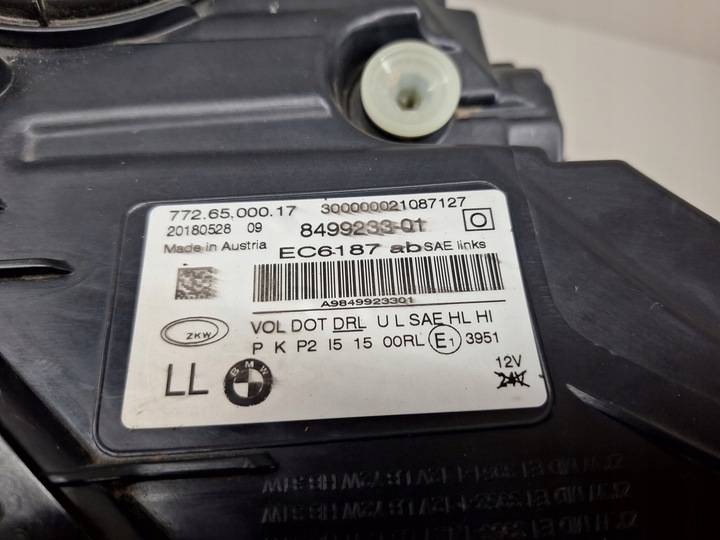 772.65.000.17 300000021087127
20180528 09 8499233-01
Made in Austria EC6187 ab SAE links
A9849923301
ZKW VOL DOT DRL U L SAE HL HI
P K P2 I5 15 00RL E1 3951
LL BMW 12V
24V